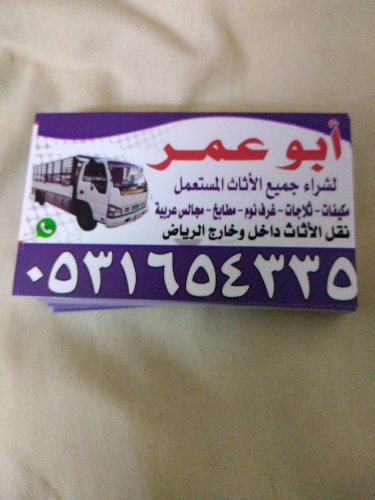 أبو عمر
لشراء جميع الأثاث المستعمل
مكيفات - ثلاجات - غرف نوم - مطابخ - مجالس عربية
نقل الأثاث داخل وخارج الرياض
٠٥٣١٦٥٤٣٣٥